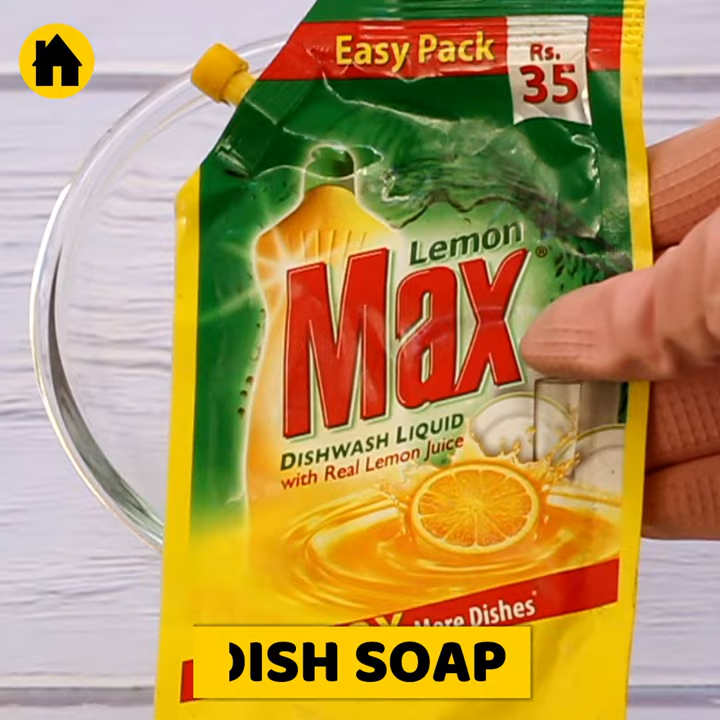 Easy Pack
Rs.
35
Lemon
Max®
DISHWASH LIQUID
with Real Lemon Juice
More Dishes*
DISH SOAP